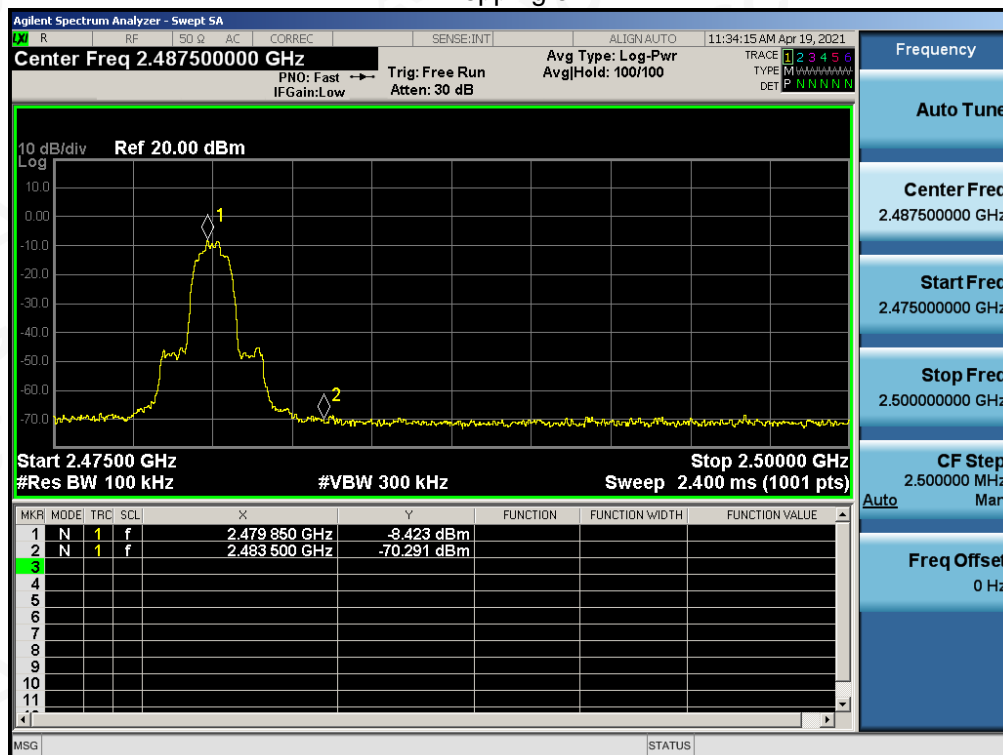 Agilent Spectrum Analyzer - Swept SA
LXI R RF 50 Ω AC CORREC SENSE:INT ALIGN AUTO 11:34:15 AM Apr 19, 2021
Center Freq 2.487500000 GHz Avg Type: Log-Pwr TRACE 1 2 3 4 5 6
PNO: Fast Trig: Free Run Avg|Hold: 100/100 TYPE M WWWWW
IFGain:Low Atten: 30 dB DET P N N N N N
10 dB/div Ref 20.00 dBm
Log
10.0
0.00
-10.0
-20.0
-30.0
-40.0
-50.0
-60.0
-70.0
1
2
Start 2.47500 GHz Stop 2.50000 GHz
#Res BW 100 kHz #VBW 300 kHz Sweep 2.400 ms (1001 pts)
MKR MODE TRC SCL X Y FUNCTION FUNCTION WIDTH FUNCTION VALUE
1 N 1 f 2.479 850 GHz -8.423 dBm
2 N 1 f 2.483 500 GHz -70.291 dBm
3
4
5
6
7
8
9
10
11
MSG STATUS
Frequency
Auto Tune
Center Freq
2.487500000 GHz
Start Freq
2.475000000 GHz
Stop Freq
2.500000000 GHz
CF Step
2.500000 MHz
Auto Man
Freq Offset
0 Hz